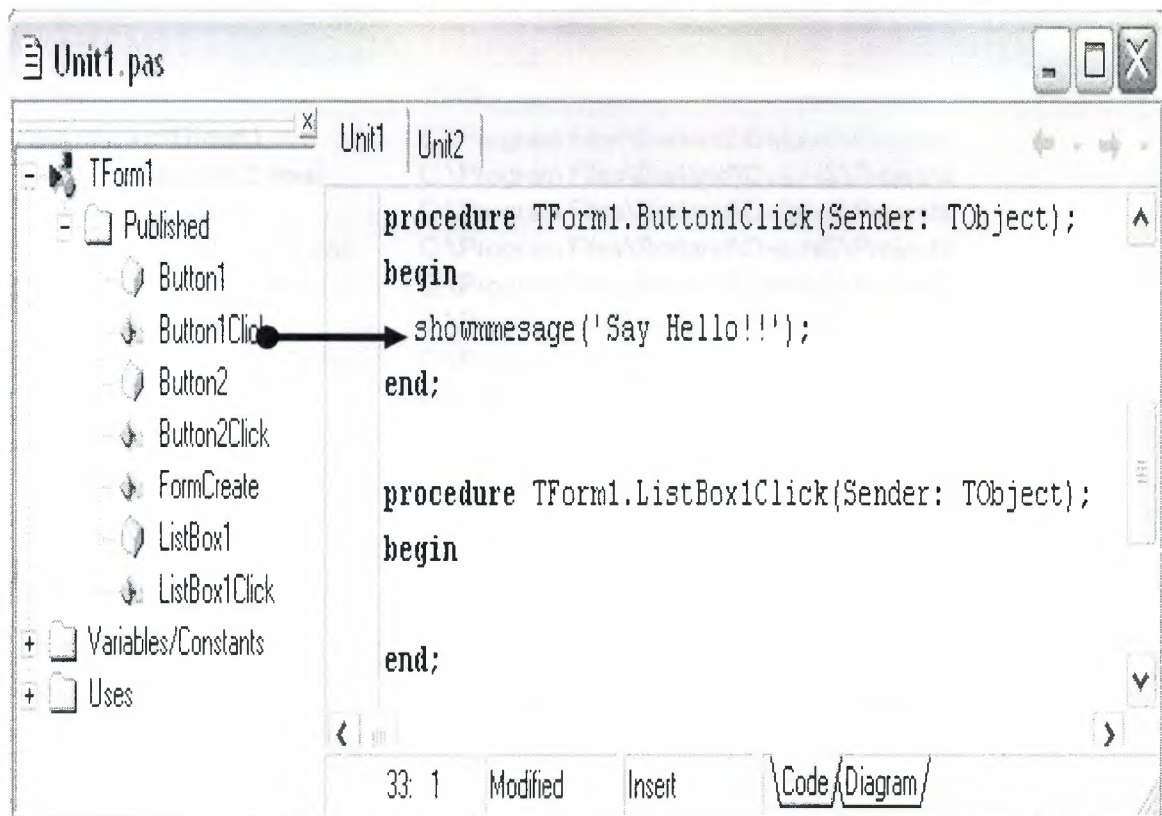 Unit1.pas
TForm1
Published
Button1
Button1Click
Button2
Button2Click
FormCreate
ListBox1
ListBox1Click
Variables/Constants
Uses
Unit1 Unit2
procedure TForm1.Button1Click(Sender: TObject);
begin
shownmesage('Say Hello!!');
end;
procedure TForm1.ListBox1Click(Sender: TObject);
begin
end;
33: 1 Modified Insert Code Diagram